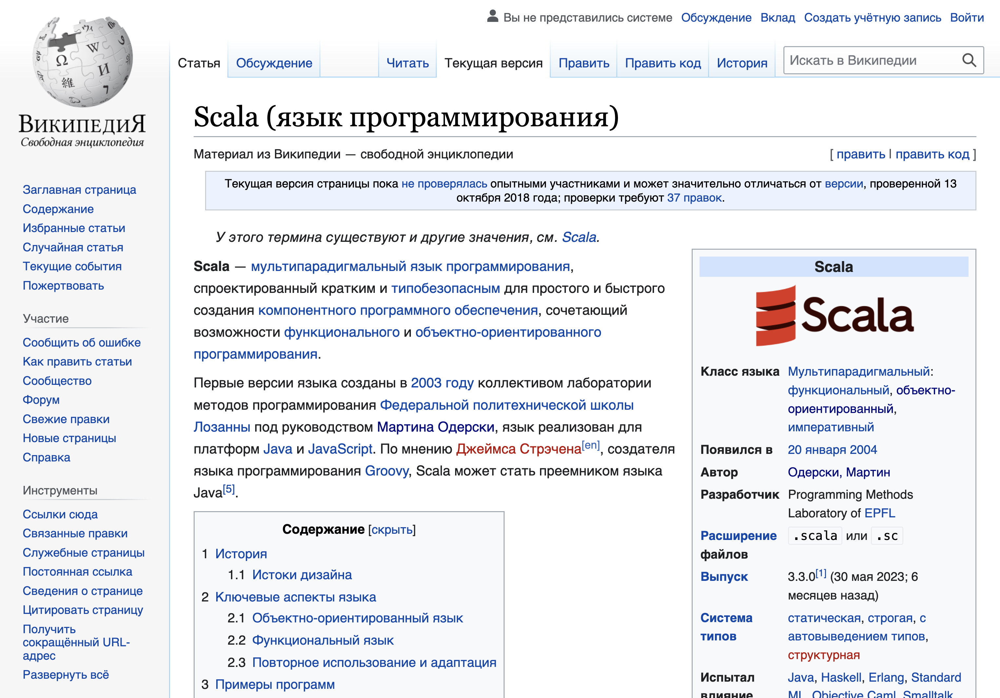 Вы не представились системе Обсуждение Вклад Создать учётную запись Войти
Статья Обсуждение Читать Текущая версия Править Править код История Искать в Википедии
ВикипедиЯ
Свободная энциклопедия
Заглавная страница
Содержание
Избранные статьи
Случайная статья
Текущие события
Пожертвовать
Участие
Сообщить об ошибке
Как править статьи
Сообщество
Форум
Свежие правки
Новые страницы
Справка
Инструменты
Ссылки сюда
Связанные правки
Служебные страницы
Постоянная ссылка
Сведения о странице
Цитировать страницу
Получить
сокращённый URL-
адрес
Развернуть всё
Scala (язык программирования)
Материал из Википедии — свободной энциклопедии [ править | править код ]
Текущая версия страницы пока не проверялась опытными участниками и может значительно отличаться от версии, проверенной 13
октября 2018 года; проверки требуют 37 правок.
У этого термина существуют и другие значения, см. Scala.
Scala — мультипарадигмальный язык программирования,
спроектированный кратким и типобезопасным для простого и быстрого
создания компонентного программного обеспечения, сочетающий
возможности функционального и объектно-ориентированного
программирования.
Первые версии языка созданы в 2003 году коллективом лаборатории
методов программирования Федеральной политехнической школы
Лозанны под руководством Мартина Одерски, язык реализован для
платформ Java и JavaScript. По мнению Джеймса Стрэчена[en], создателя
языка программирования Groovy, Scala может стать преемником языка
Java[5].
Содержание [скрыть]
1 История
1.1 Истоки дизайна
2 Ключевые аспекты языка
2.1 Объектно-ориентированный язык
2.2 Функциональный язык
2.3 Повторное использование и адаптация
3 Примеры программ
Scala
Scala
Класс языка Мультипарадигмальный:
функциональный, объектно-
ориентированный,
императивный
Появился в 20 января 2004
Автор Одерски, Мартин
Разработчик Programming Methods
Laboratory of EPFL
Расширение .scala или .sc
файлов
Выпуск 3.3.0[1] (30 мая 2023; 6
месяцев назад)
Система статическая, строгая, с
типов автовыведением типов,
структурная
Испытал Java, Haskell, Erlang, Standard
влияние ML, Objective Caml, Smalltalk,